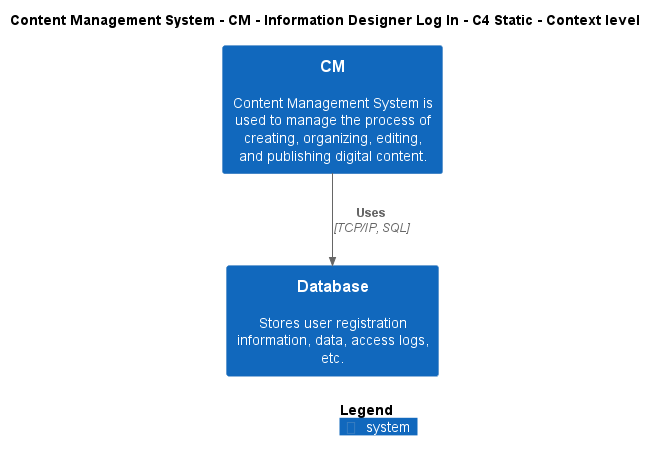 Content Management System - CM - Information Designer Log In - C4 Static - Context level
CM
Content Management System is
used to manage the process of
creating, organizing, editing,
and publishing digital content.
Uses
[TCP/IP, SQL]
Database
Stores user registration
information, data, access logs,
etc.
Legend
system